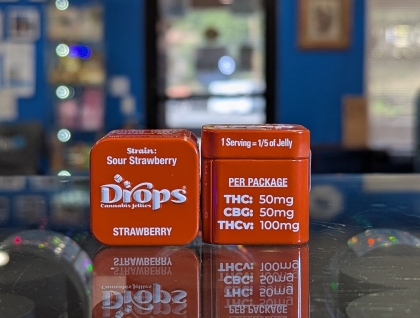 Strain:
Sour Strawberry
Drops
Cannabis Jellies
STRAWBERRY
1 Serving = 1/5 of Jelly
PER PACKAGE
THC: 50mg
CBG: 50mg
THCv: 100mg